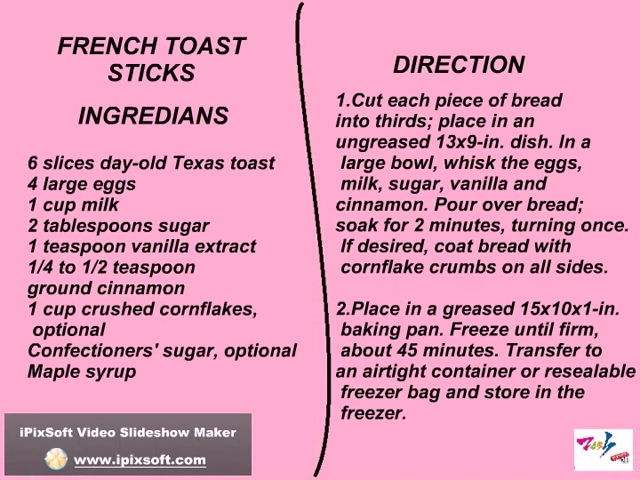 FRENCH TOAST
STICKS
INGREDIANS
6 slices day-old Texas toast
4 large eggs
1 cup milk
2 tablespoons sugar
1 teaspoon vanilla extract
1/4 to 1/2 teaspoon
ground cinnamon
1 cup crushed cornflakes,
optional
Confectioners' sugar, optional
Maple syrup
DIRECTION
1.Cut each piece of bread
into thirds; place in an
ungreased 13x9-in. dish. In a
large bowl, whisk the eggs,
milk, sugar, vanilla and
cinnamon. Pour over bread;
soak for 2 minutes, turning once.
If desired, coat bread with
cornflake crumbs on all sides.
2.Place in a greased 15x10x1-in.
baking pan. Freeze until firm,
about 45 minutes. Transfer to
an airtight container or resealable
freezer bag and store in the
freezer.
iPixSoft Video Slideshow Maker
www.ipixsoft.com